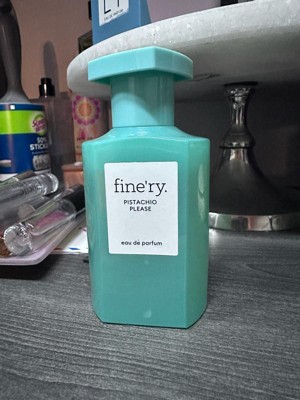 fine'ry.
PISTACHIO
PLEASE
eau de parfum